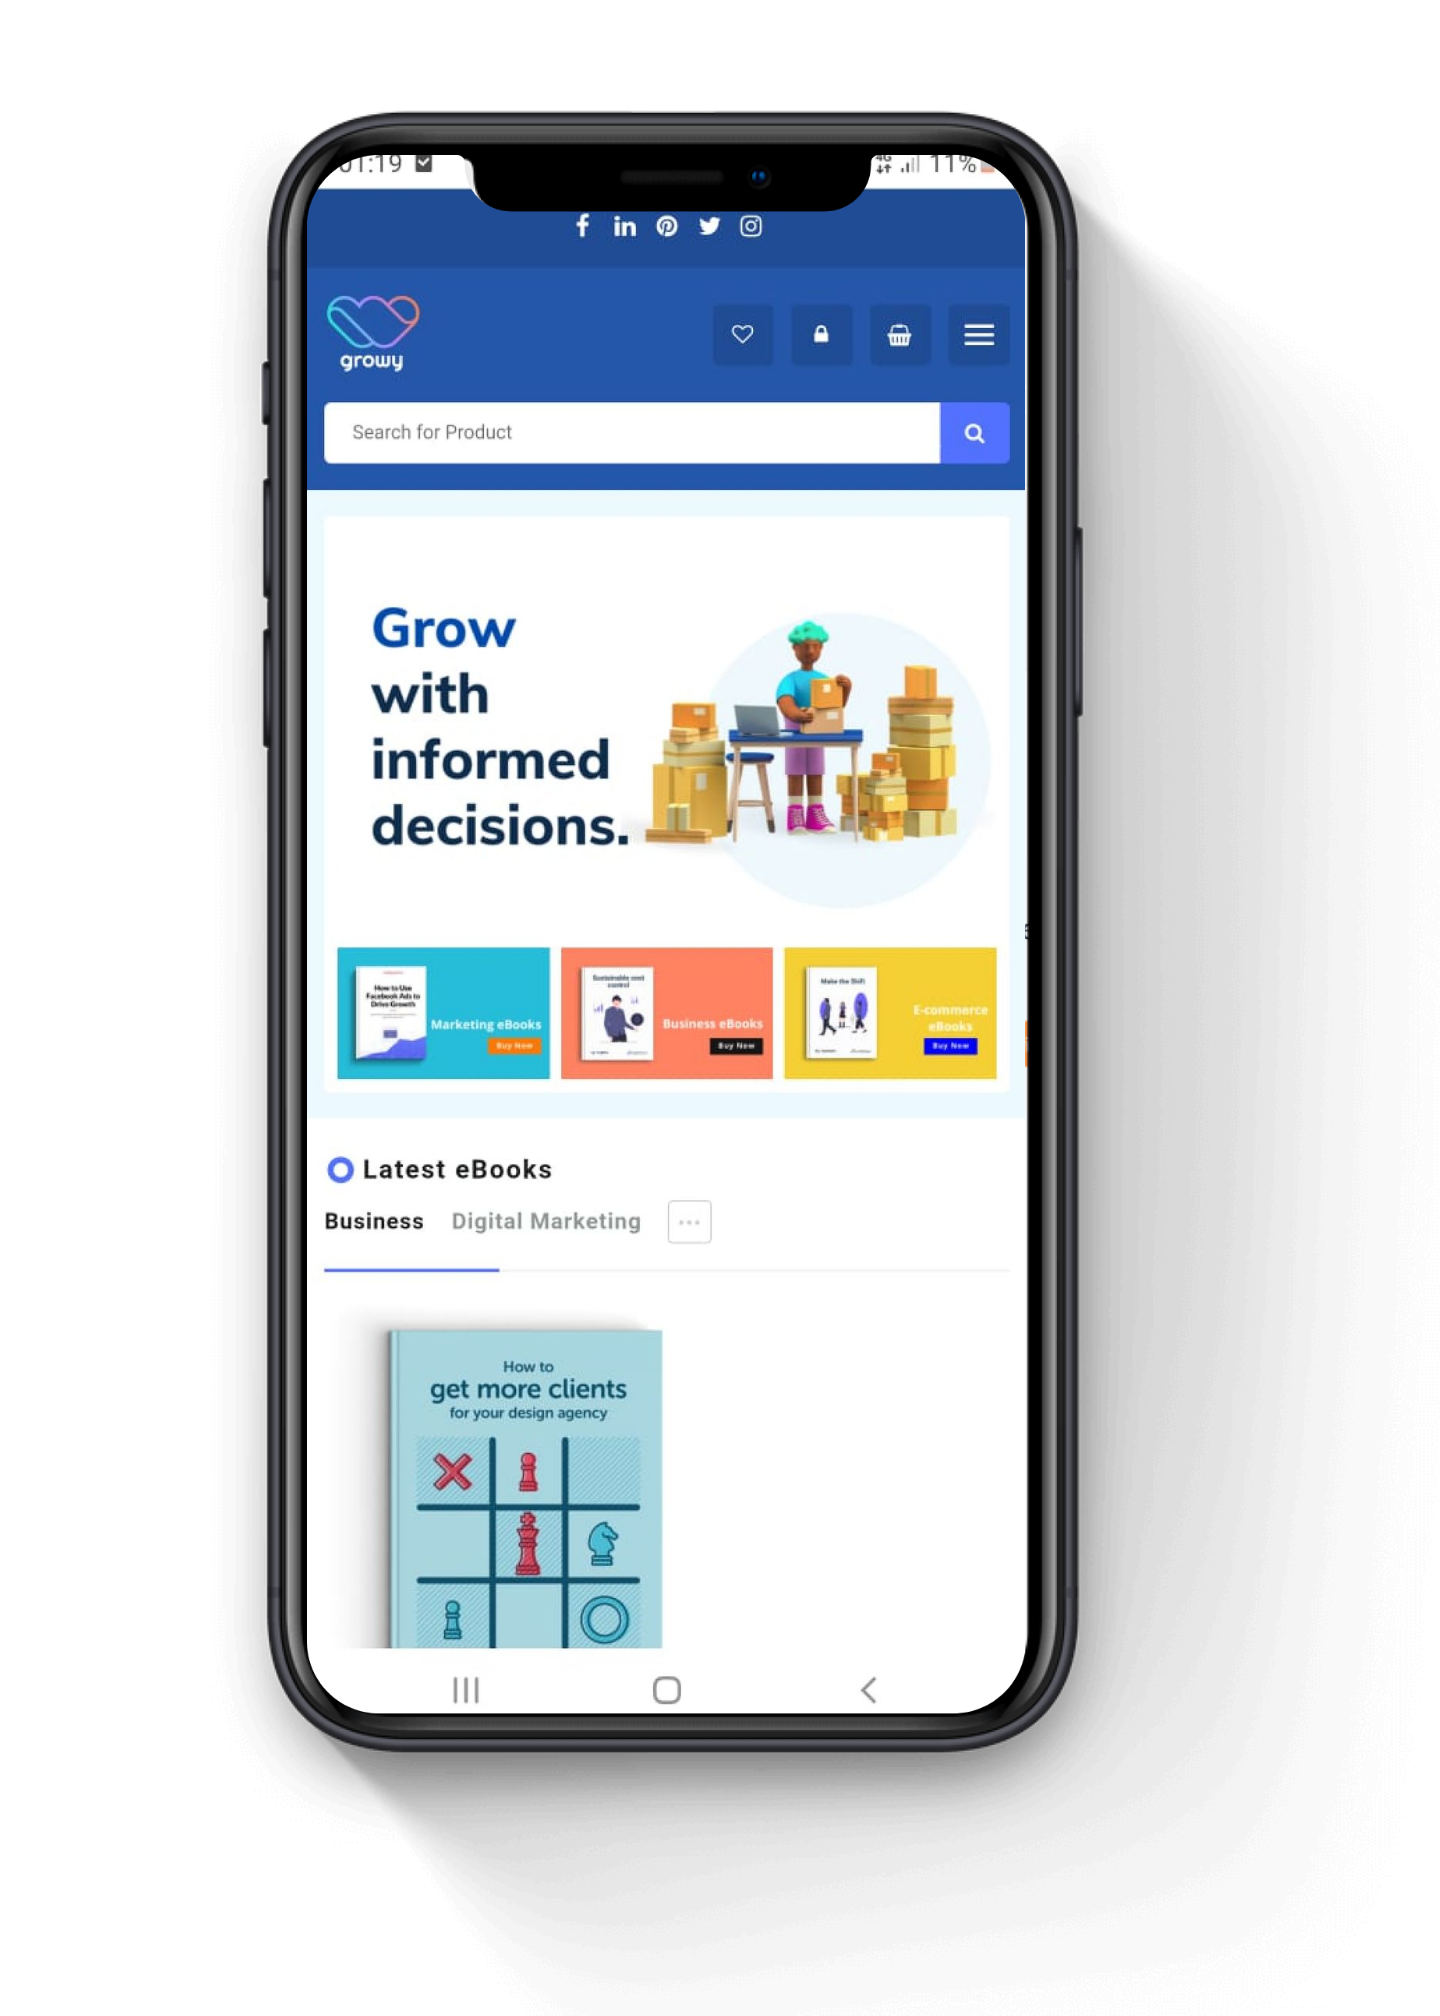 01:19
4G
11%
growy
Search for Product
Grow
with
informed
decisions.
How to Use
Facebook Ads to
Drive Growth
Marketing eBooks
Buy Now
Sustainable cost
control
Business eBooks
Buy Now
Make the Shift
E-commerce
eBooks
Buy Now
Latest eBooks
Business
Digital Marketing
How to
get more clients
for your design agency